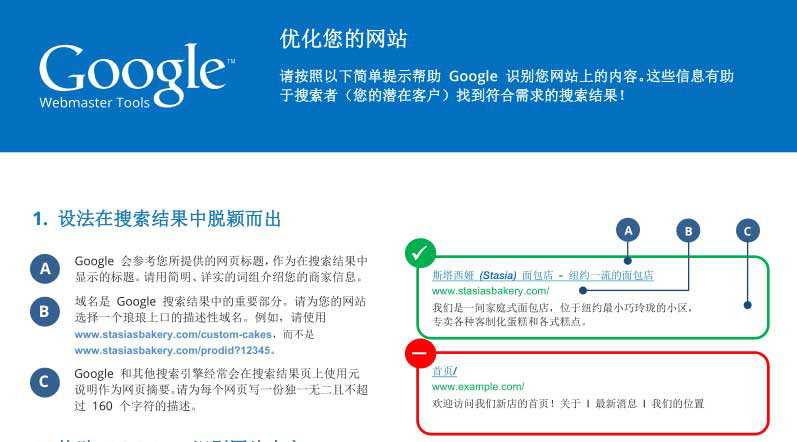 Google™
Webmaster Tools
优化您的网站
请按照以下简单提示帮助 Google 识别您网站上的内容。这些信息有助
于搜索者（您的潜在客户）找到符合需求的搜索结果！
1. 设法在搜索结果中脱颖而出
A
Google 会参考您所提供的网页标题，作为在搜索结果中
显示的标题。请用简明、详实的词组介绍您的商家信息。
B
域名是 Google 搜索结果中的重要部分。请为您的网站
选择一个琅琅上口的描述性域名。例如，请使用
www.stasiasbakery.com/custom-cakes，而不是
www.stasiasbakery.com/prodid?12345。
C
Google 和其他搜索引擎经常会在搜索结果页上使用元
说明作为网页摘要。请为每个网页写一份独一无二且不超
过 160 个字符的描述。
A B C
斯塔西娅 (Stasia) 面包店 - 纽约一流的面包店
www.stasiasbakery.com/
我们是一间家庭式面包店，位于纽约最小巧玲珑的小区，
专卖各种客制化蛋糕和各式糕点。
首页/
www.example.com/
欢迎访问我们新店的首页！关于 | 最新消息 | 我们的位置